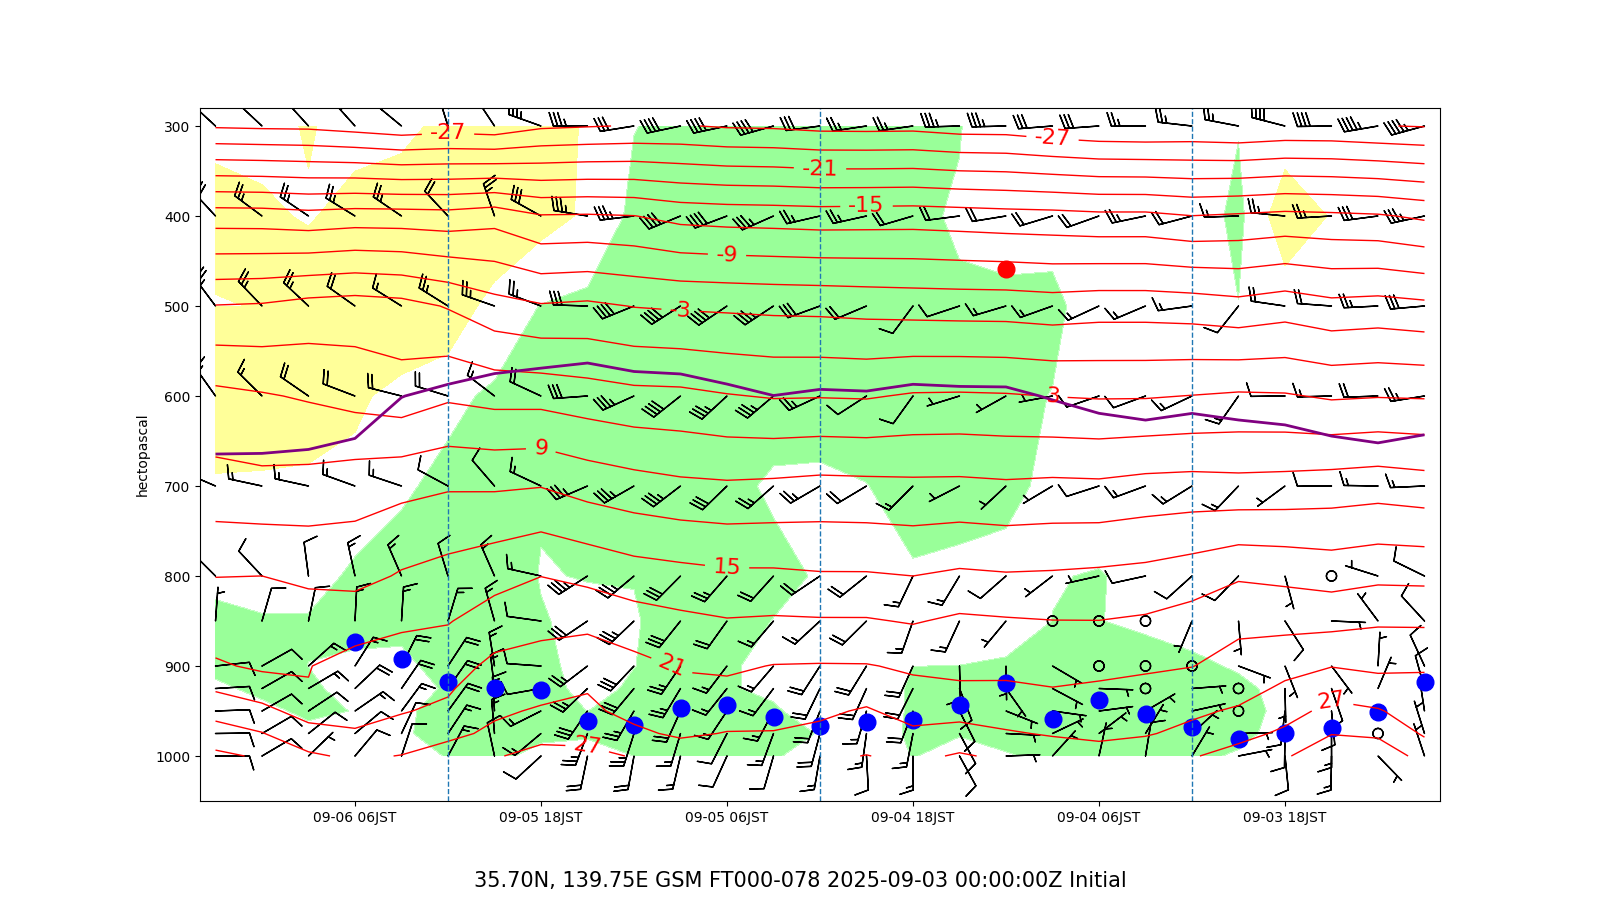 300
400
500
600
700
800
900
1000
hectopascal
-27
-27
-21
-15
-9
-3
3
9
15
21
27
27
09-06 06JST
09-05 18JST
09-05 06JST
09-04 18JST
09-04 06JST
09-03 18JST
35.70N, 139.75E GSM FT000-078 2025-09-03 00:00:00Z Initial